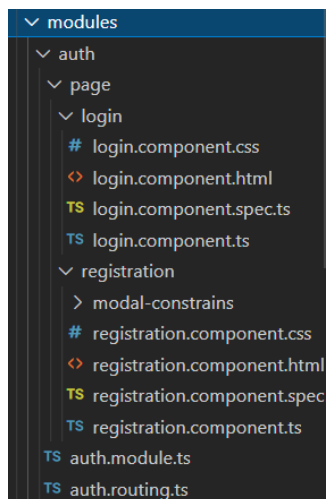 modules
auth
page
login
# login.component.css
<> login.component.html
TS login.component.spec.ts
TS login.component.ts
registration
modal-constrains
# registration.component.css
<> registration.component.html
TS registration.component.spec
TS registration.component.ts
TS auth.module.ts
TS auth.routing.ts